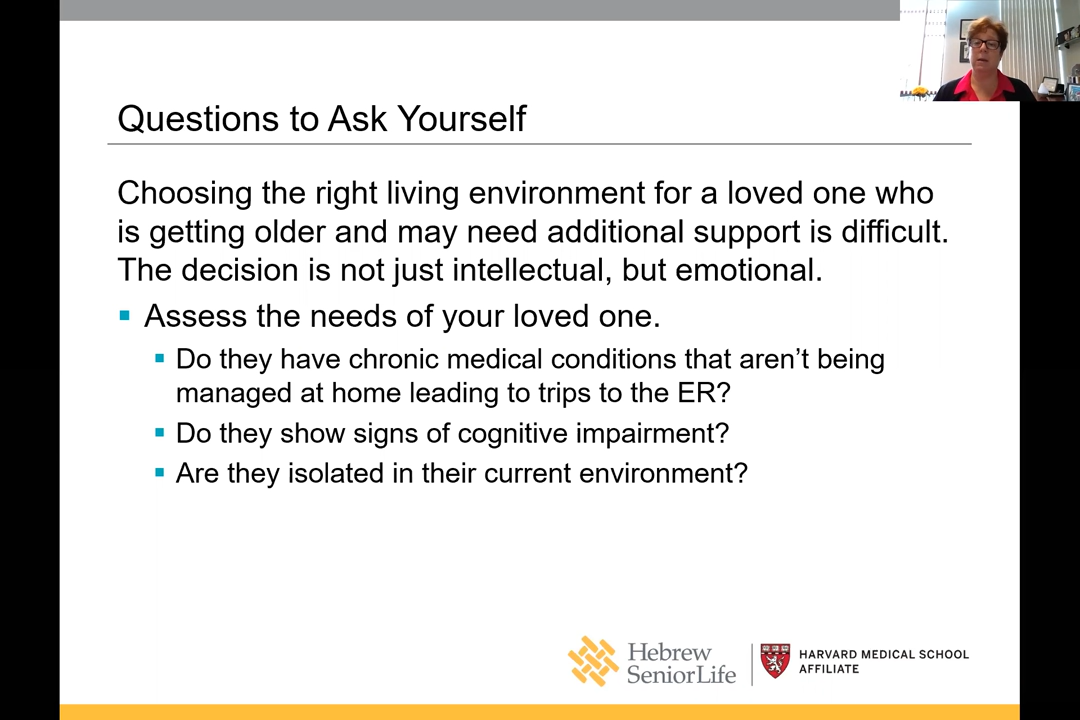 Questions to Ask Yourself
Choosing the right living environment for a loved one who
is getting older and may need additional support is difficult.
The decision is not just intellectual, but emotional.
Assess the needs of your loved one.
Do they have chronic medical conditions that aren’t being
managed at home leading to trips to the ER?
Do they show signs of cognitive impairment?
Are they isolated in their current environment?
Hebrew
SeniorLife
HARVARD MEDICAL SCHOOL
AFFILIATE